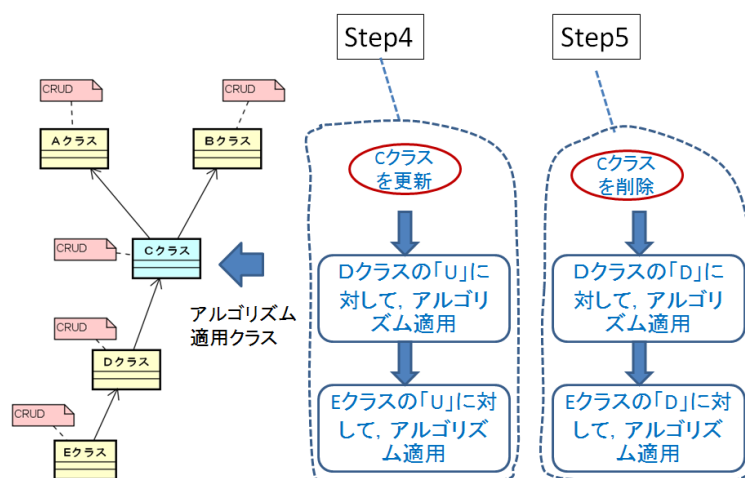 Step4
Step5
CRUD
CRUD
Aクラス
Bクラス
CRUD
Cクラス
アルゴリズム
適用クラス
CRUD
Dクラス
CRUD
Eクラス
Cクラス
を更新
Dクラスの「U」に
対して，アルゴリ
ズム適用
Eクラスの「U」に対
して，アルゴリズ
ム適用
Cクラス
を削除
Dクラスの「D」に
対して，アルゴリ
ズム適用
Eクラスの「D」に対
して，アルゴリズ
ム適用